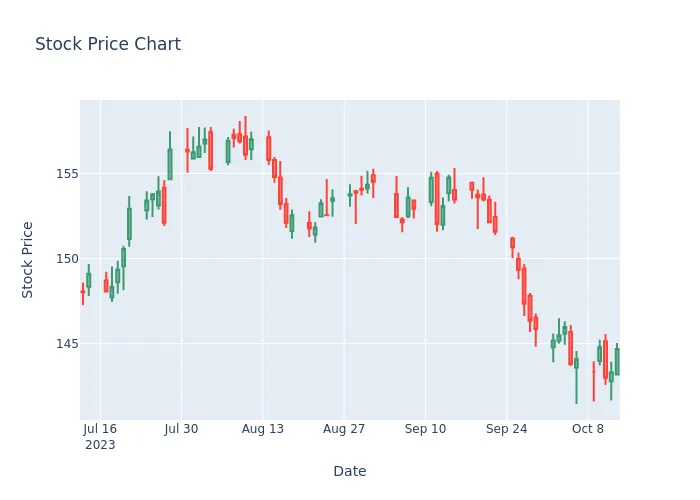 Stock Price Chart
155
150
145
Stock Price
Jul 16
2023
Jul 30
Aug 13
Aug 27
Sep 10
Sep 24
Oct 8
Date